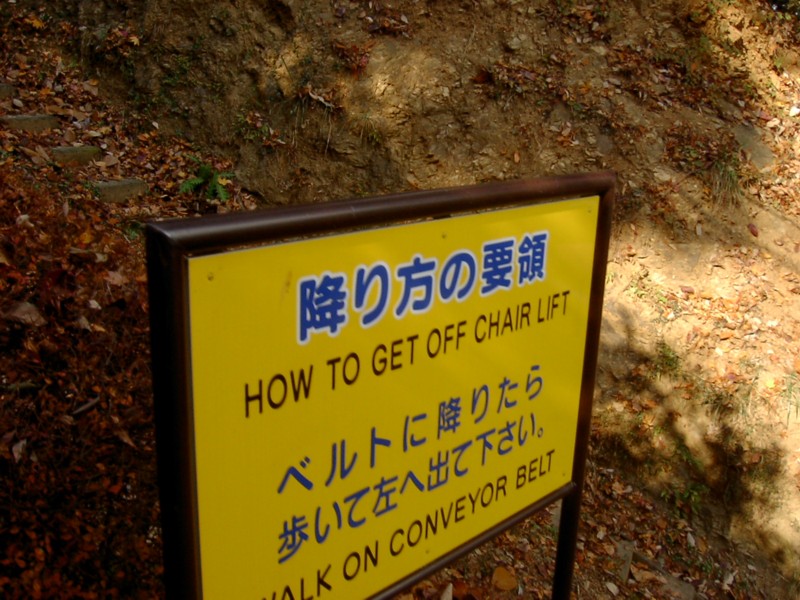 降り方の要領
HOW TO GET OFF CHAIR LIFT
ベルトに降りたら
歩いて左へ出て下さい。
WALK ON CONVEYOR BELT